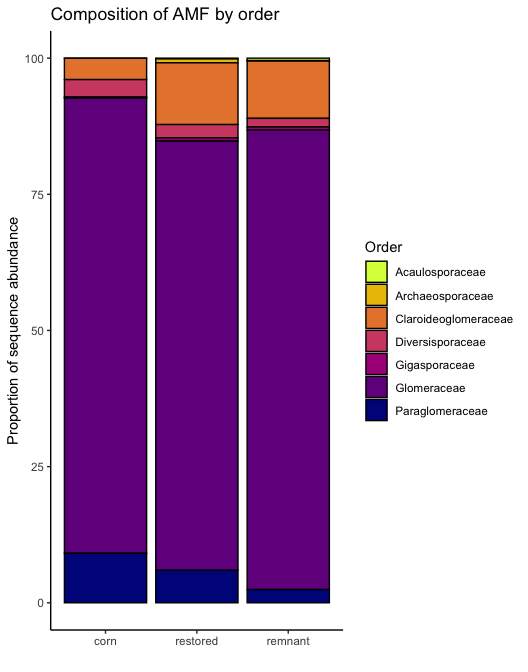 Composition of AMF by order
Proportion of sequence abundance
100
75
50
25
0
corn restored remnant
Order
Acaulosporaceae
Archaeosporaceae
Claroideoglomeraceae
Diversisporaceae
Gigasporaceae
Glomeraceae
Paraglomeraceae